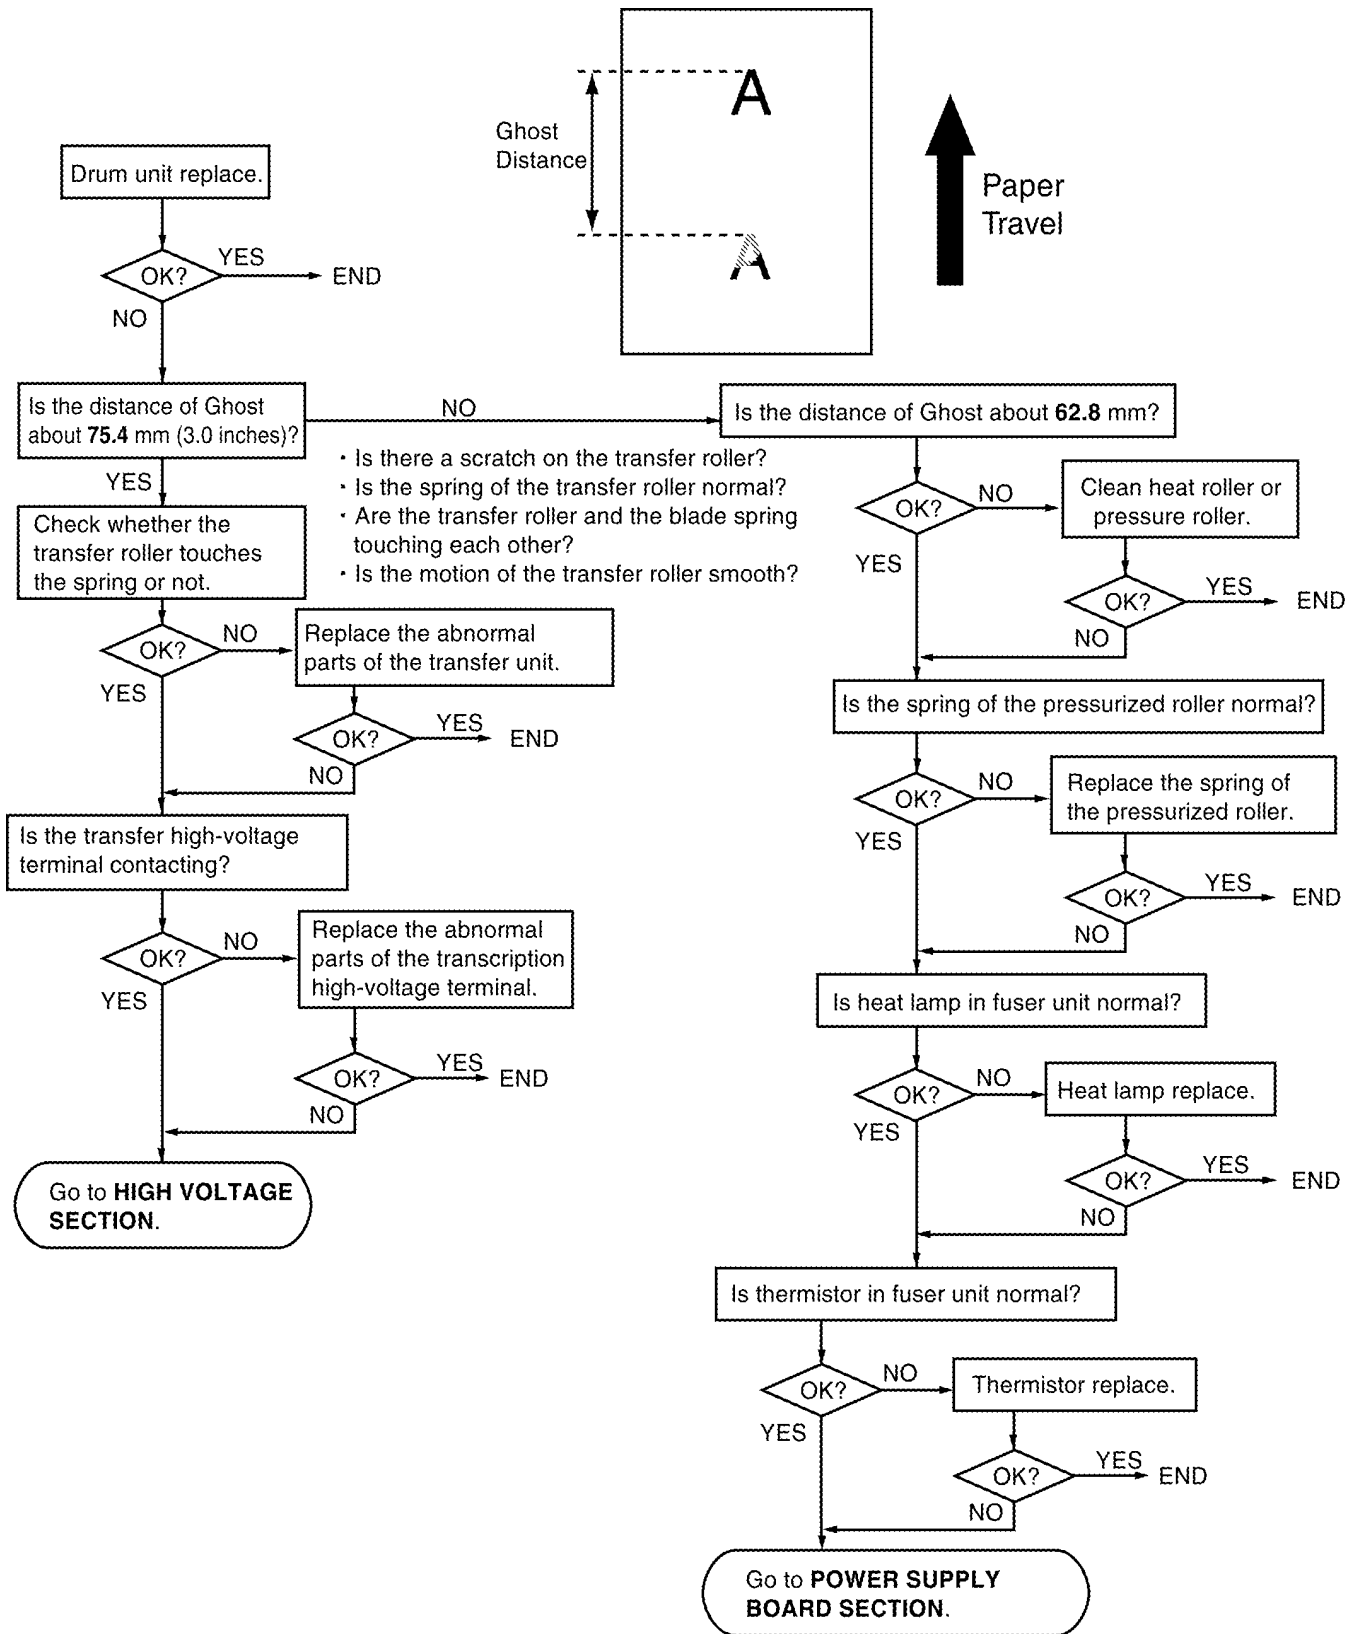 A
Ghost
Distance
A
Paper
Travel
Drum unit replace.
OK?
YES
END
NO
Is the distance of Ghost
about 75.4 mm (3.0 inches)?
NO
YES
Check whether the
transfer roller touches
the spring or not.
· Is there a scratch on the transfer roller?
· Is the spring of the transfer roller normal?
· Are the transfer roller and the blade spring
touching each other?
· Is the motion of the transfer roller smooth?
OK?
NO
YES
Replace the abnormal
parts of the transfer unit.
OK?
YES
END
NO
Is the transfer high-voltage
terminal contacting?
OK?
NO
YES
Replace the abnormal
parts of the transcription
high-voltage terminal.
OK?
YES
END
NO
Go to HIGH VOLTAGE
SECTION.
Is the distance of Ghost about 62.8 mm?
OK?
NO
YES
Clean heat roller or
pressure roller.
OK?
YES
END
NO
Is the spring of the pressurized roller normal?
OK?
NO
YES
Replace the spring of
the pressurized roller.
OK?
YES
END
NO
Is heat lamp in fuser unit normal?
OK?
NO
YES
Heat lamp replace.
OK?
YES
END
NO
Is thermistor in fuser unit normal?
OK?
NO
YES
Thermistor replace.
OK?
YES
END
NO
Go to POWER SUPPLY
BOARD SECTION.